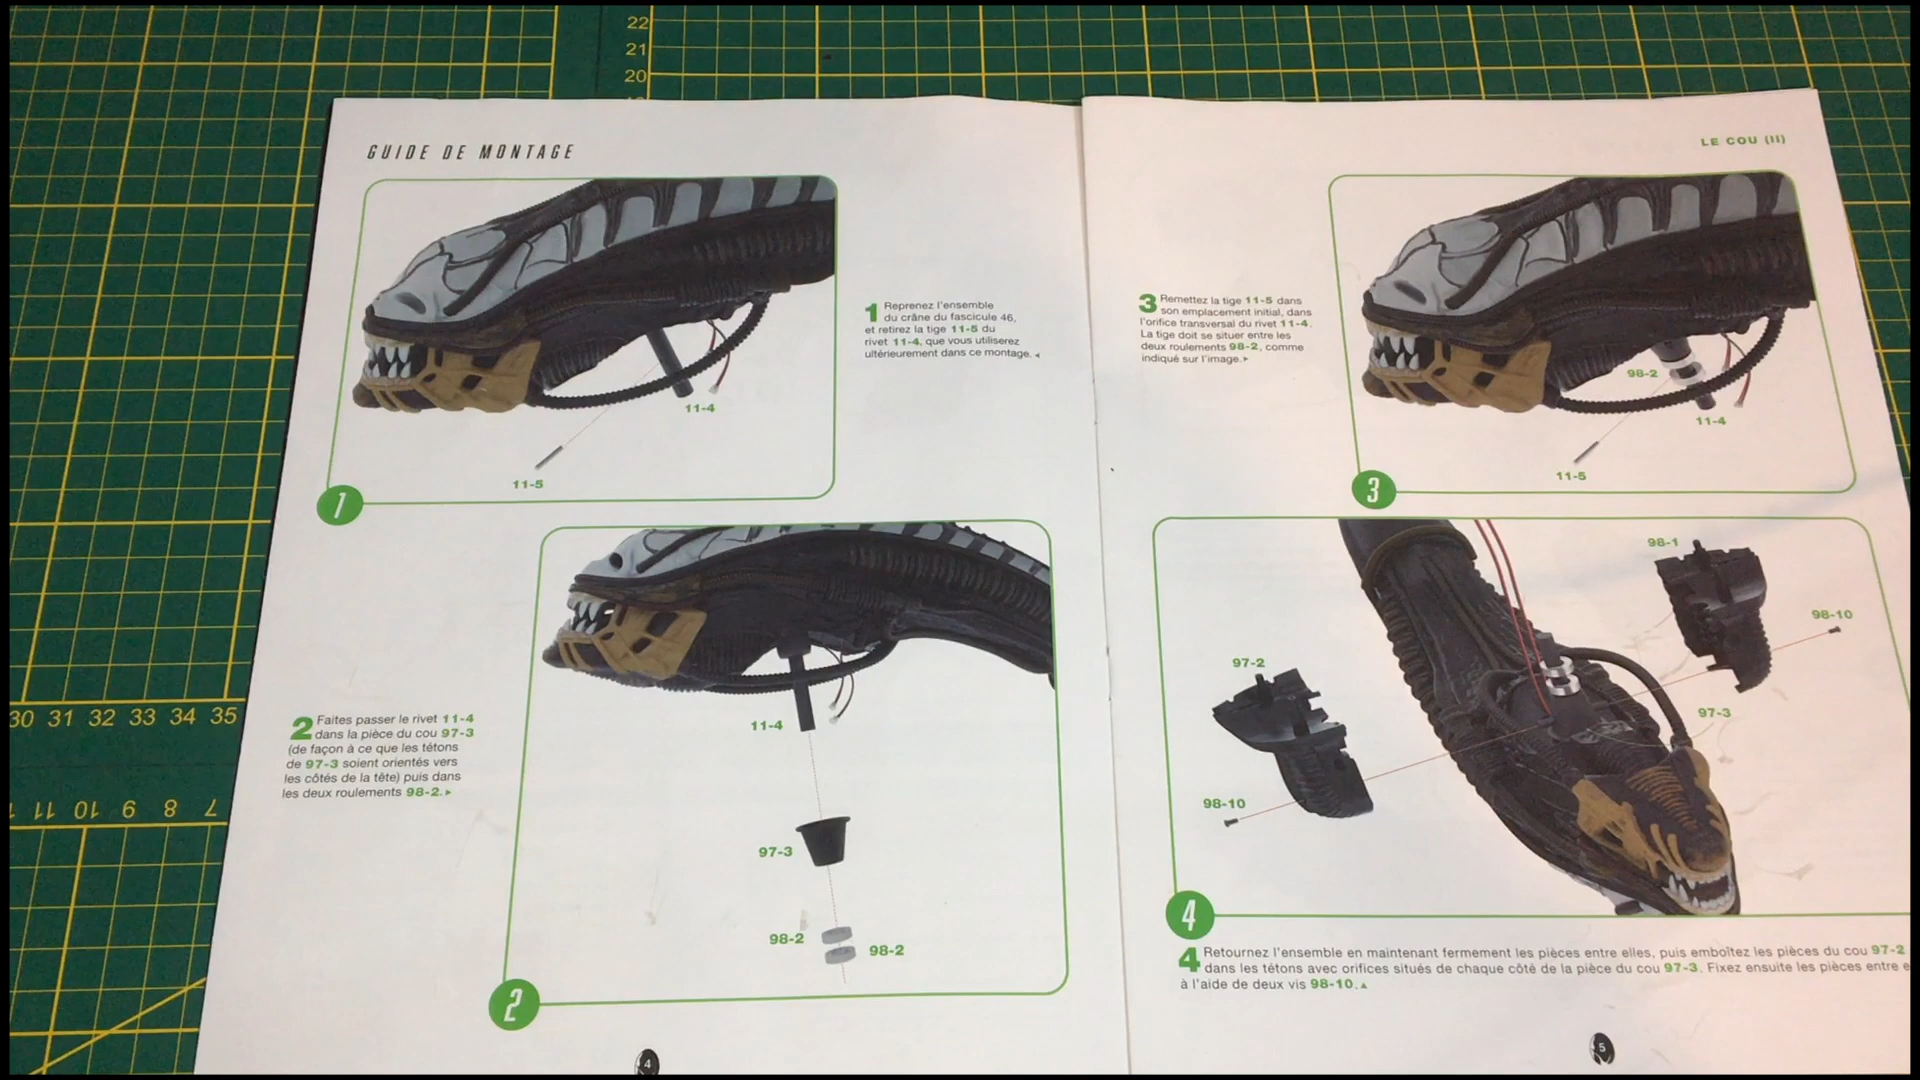 22
21
20
GUIDE DE MONTAGE
11-4
11-5
1
1 Reprenez l'ensemble
du crâne du fascicule 46,
et retirez la tige 11-5 du
rivet 11-4, que vous utiliserez
ultérieurement dans ce montage.
2 Faites passer le rivet 11-4
dans la pièce du cou 97-3
(de façon à ce que les tétons
de 97-3 soient orientés vers
les côtés de la tête) puis dans
les deux roulements 98-2.
11-4
97-3
98-2
98-2
2
4
LE COU (II)
3 Remettez la tige 11-5 dans
son emplacement initial, dans
l'orifice transversal du rivet 11-4.
La tige doit se situer entre les
deux roulements 98-2, comme
indiqué sur l'image.
98-2
11-4
11-5
3
98-1
98-10
97-2
97-3
98-10
4
4 Retournez l'ensemble en maintenant fermement les pièces entre elles, puis emboîtez les pièces du cou 97-2
dans les tétons avec orifices situés de chaque côté de la pièce du cou 97-3. Fixez ensuite les pièces entre e
à l'aide de deux vis 98-10.
5
30 31 32 33 34 35
11 10 9 8 7